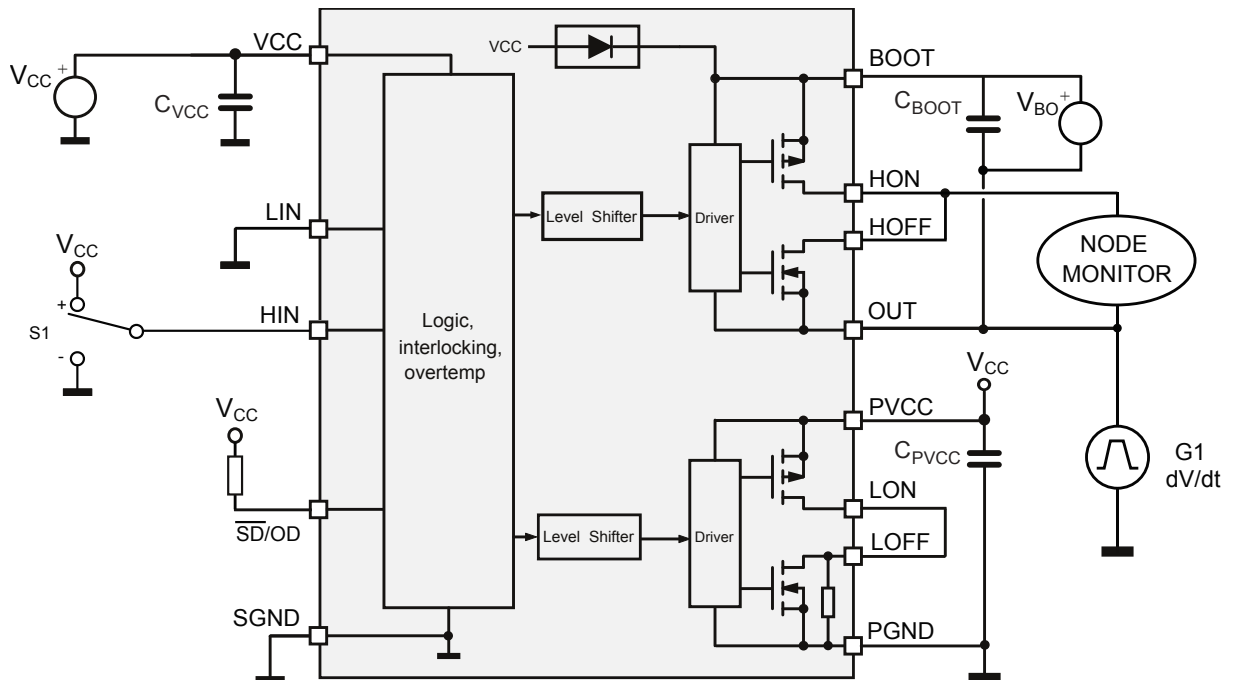 VCC
VCC
+
VCC
CVCC
BOOT
CBOOT
VBO
+
LIN
Level Shifter
Driver
HON
HOFF
NODE
MONITOR
VCC
+
S1
-
HIN
Logic,
interlocking,
overtemp
OUT
VCC
PVCC
CPVCC
G1
dV/dt
VCC
SD/OD
Level Shifter
Driver
LON
LOFF
SGND
PGND